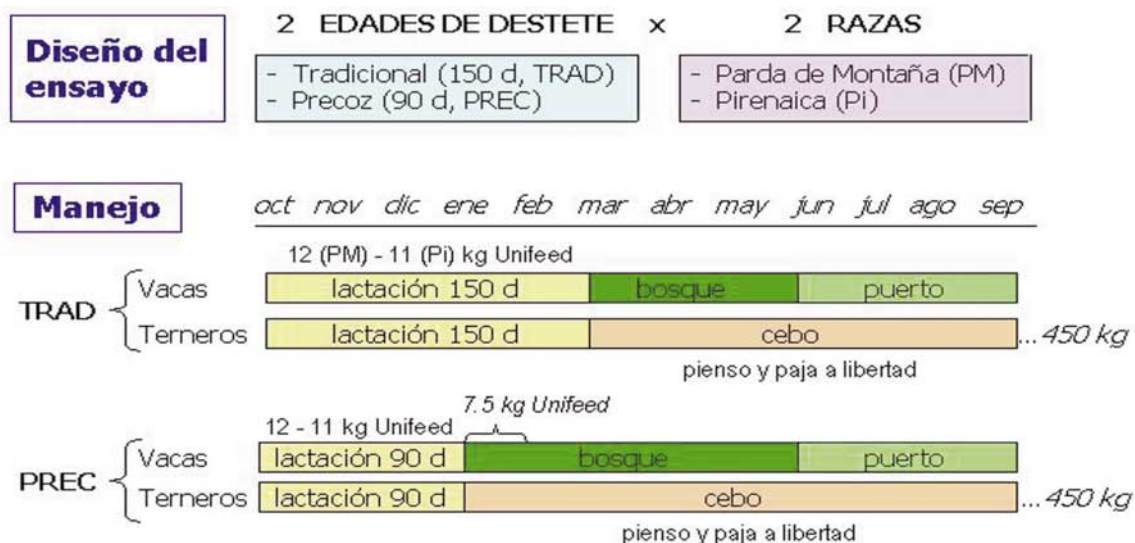 Diseño del ensayo
2 EDADES DE DESTETE x 2 RAZAS
- Tradicional (150 d, TRAD)
- Precoz (90 d, PREC)
- Parda de Montaña (PM)
- Pirenaica (Pi)
Manejo
oct nov dic ene feb mar abr may jun jul ago sep
12 (PM) - 11 (Pi) kg Unifeed
TRAD
Vacas lactación 150 d bosque puerto
Terneros lactación 150 d cebo ...450 kg
pienso y paja a libertad
7.5 kg Unifeed
12 - 11 kg Unifeed
PREC
Vacas lactación 90 d bosque puerto
Terneros lactación 90 d cebo ...450 kg
pienso y paja a libertad